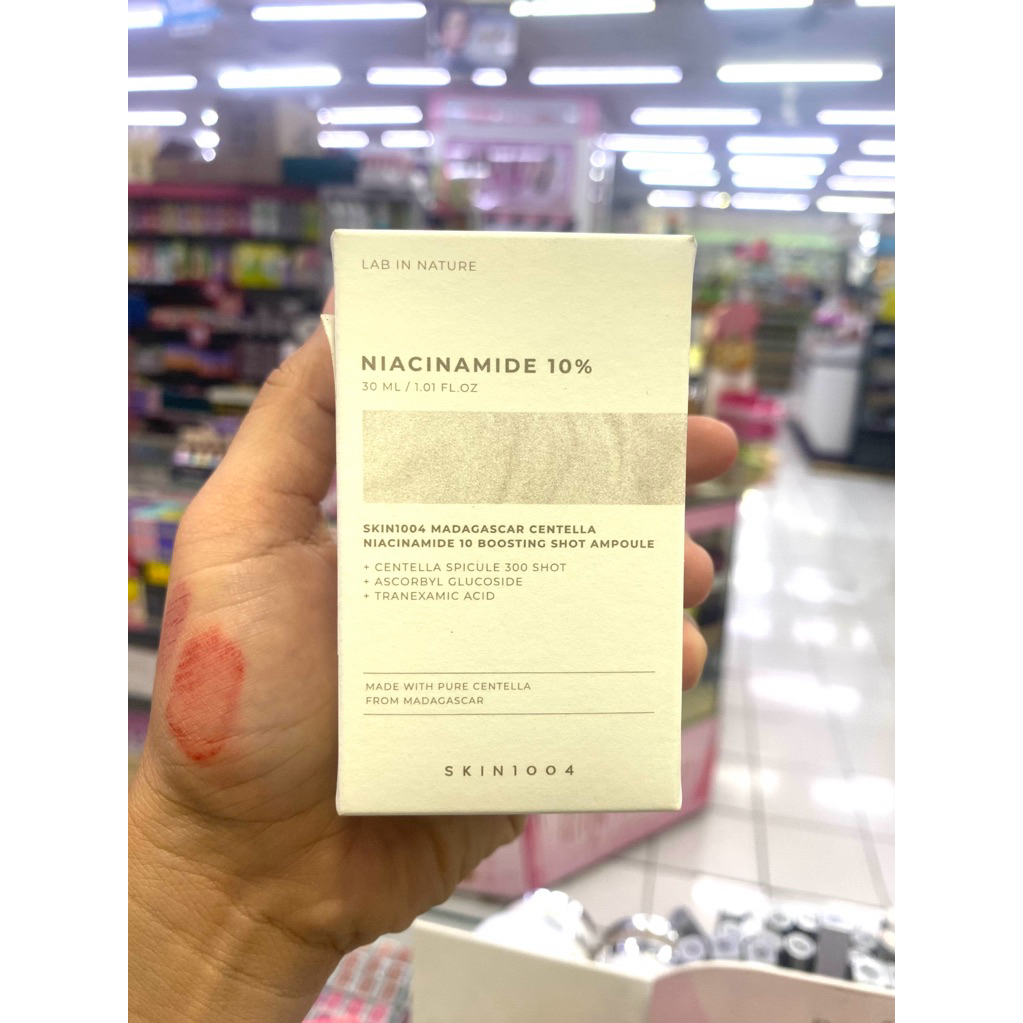 LAB IN NATURE
NIACINAMIDE 10%
30 ML / 1.01 FL.OZ
SKIN1004 MADAGASCAR CENTELLA
NIACINAMIDE 10 BOOSTING SHOT AMPOULE
+ CENTELLA SPICULE 300 SHOT
+ ASCORBYL GLUCOSIDE
+ TRANEXAMIC ACID
MADE WITH PURE CENTELLA
FROM MADAGASCAR
SKIN1004